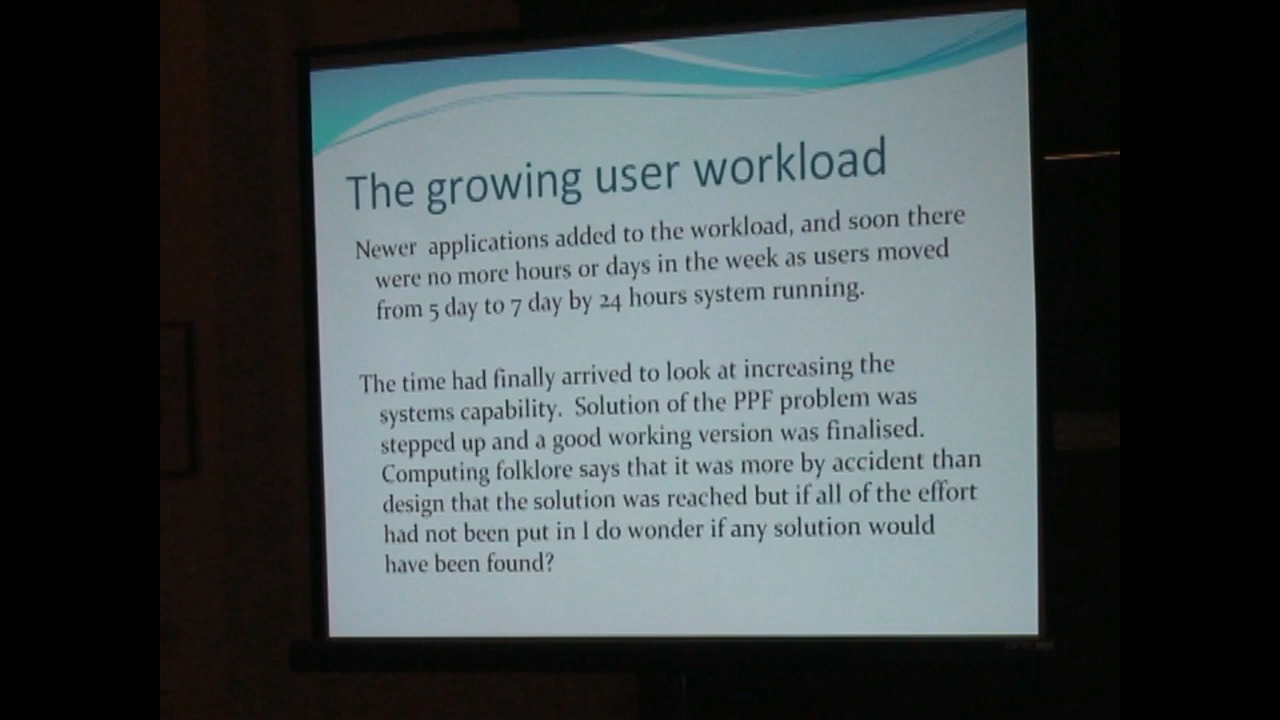 The growing user workload
Newer applications added to the workload, and soon there
were no more hours or days in the week as users moved
from 5 day to 7 day by 24 hours system running.
The time had finally arrived to look at increasing the
systems capability. Solution of the PPF problem was
stepped up and a good working version was finalised.
Computing folklore says that it was more by accident than
design that the solution was reached but if all of the effort
had not been put in I do wonder if any solution would
have been found?